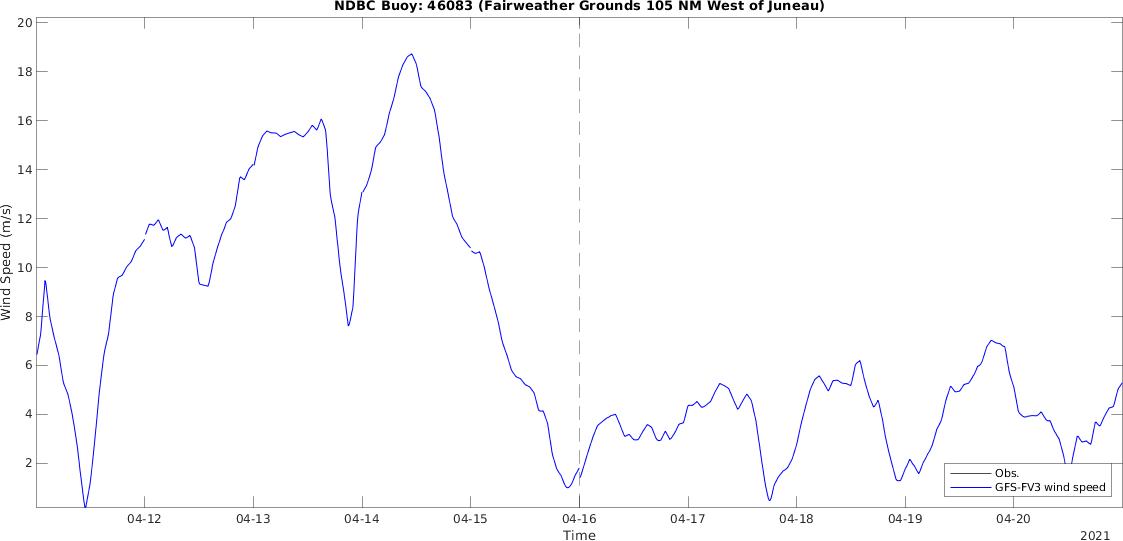 NDBC Buoy: 46083 (Fairweather Grounds 105 NM West of Juneau)
20
18
16
14
12
10
8
6
4
2
Wind Speed (m/s)
04-12 04-13 04-14 04-15 04-16 04-17 04-18 04-19 04-20
Time
2021
Obs.
GFS-FV3 wind speed